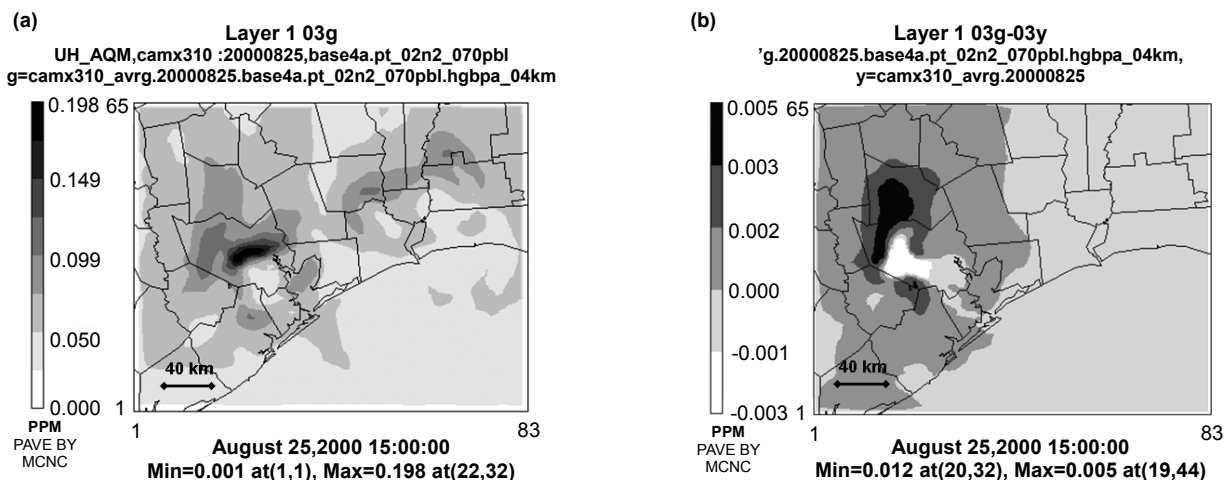 (a)
Layer 1 03g
UH_AQM,camx310 :20000825,base4a.pt_02n2_070pbl
g=camx310_avrg.20000825.base4a.pt_02n2_070pbl.hgbpa_04km
0.198
0.149
0.099
0.050
0.000
PPM
PAVE BY
MCNC
65
1
40 km
1
83
August 25,2000 15:00:00
Min=0.001 at(1,1), Max=0.198 at(22,32)
(b)
Layer 1 03g-03y
’g.20000825.base4a.pt_02n2_070pbl.hgbpa_04km,
y=camx310_avrg.20000825
0.005
0.003
0.002
0.000
-0.001
-0.003
PPM
PAVE BY
MCNC
65
1
40 km
1
83
August 25,2000 15:00:00
Min=0.012 at(20,32), Max=0.005 at(19,44)